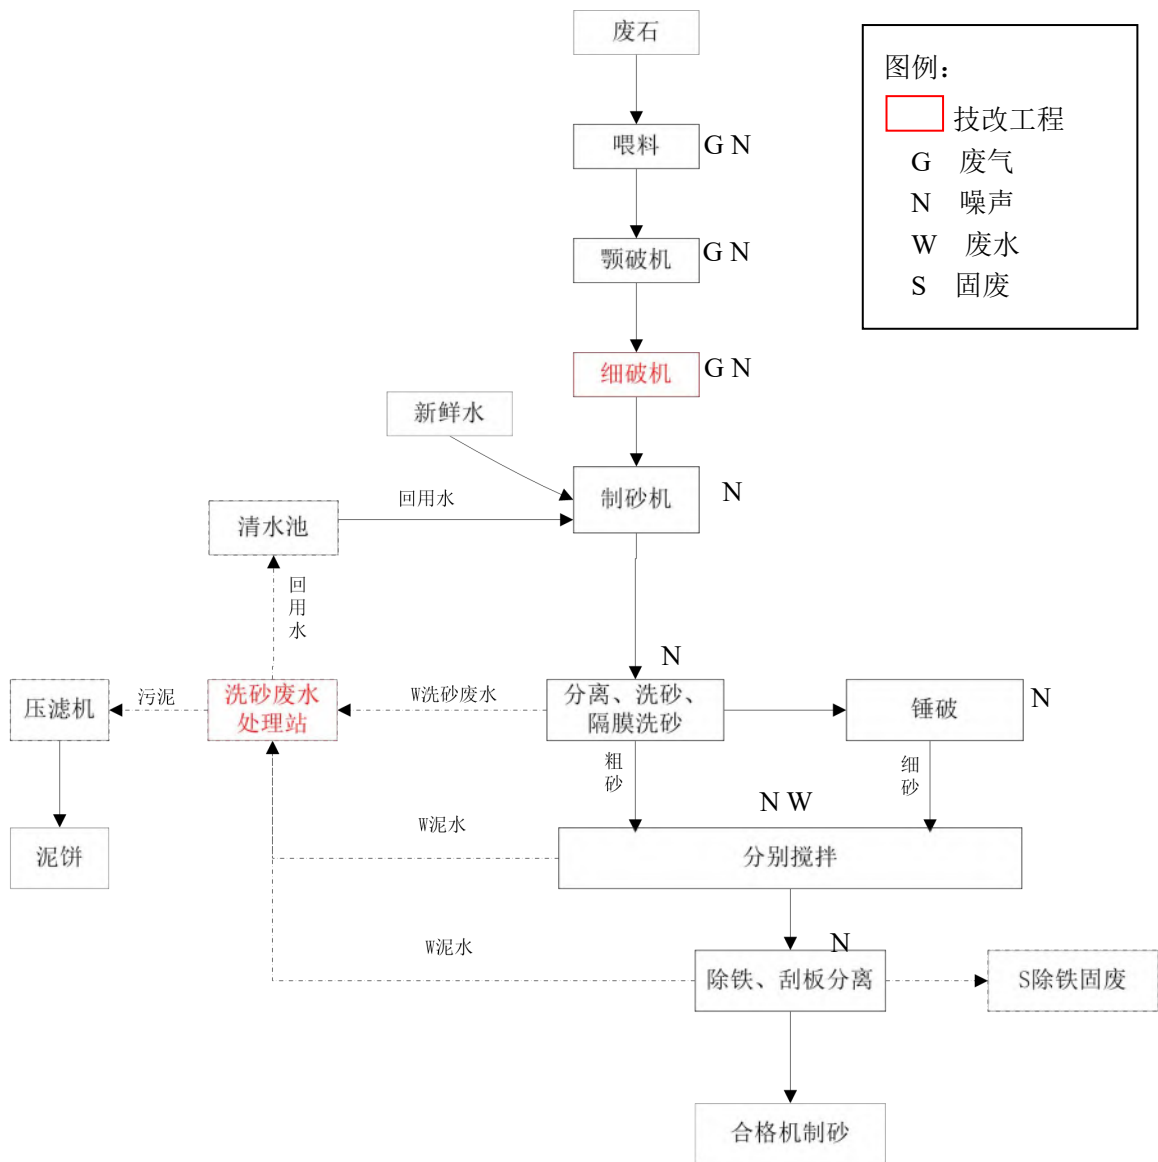 废石
图例：
技改工程
G 废气
N 噪声
W 废水
S 固废
喂料
G N
颚破机
G N
细破机
G N
新鲜水
制砂机
N
回用水
清水池
回用水
N
压滤机
污泥
洗砂废水
处理站
W洗砂废水
分离、洗砂、
隔膜洗砂
锤破
N
粗砂
细砂
N W
泥饼
W泥水
分别搅拌
W泥水
N
除铁、刮板分离
S除铁固废
合格机制砂